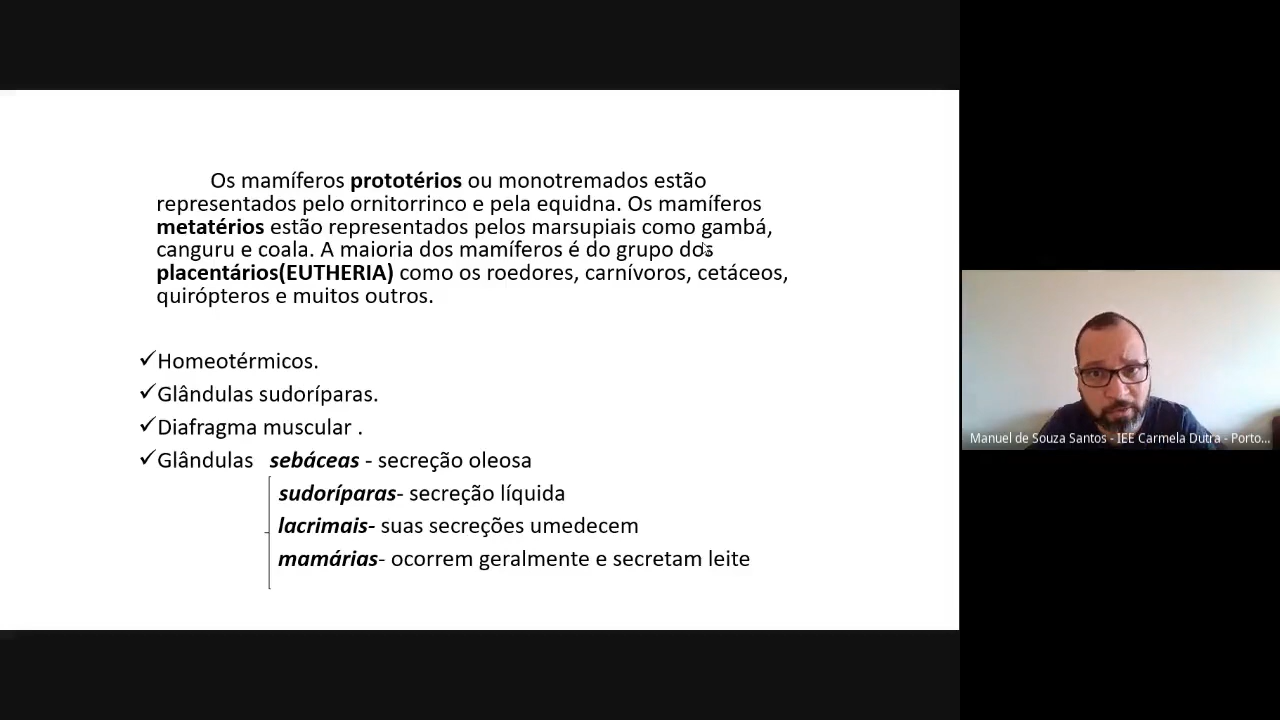 Os mamíferos prototérios ou monotremados estão
representados pelo ornitorrinco e pela equidna. Os mamíferos
metatérios estão representados pelos marsupiais como gambá,
canguru e coala. A maioria dos mamíferos é do grupo dos
placentários(EUTHERIA) como os roedores, carnívoros, cetáceos,
quirópteros e muitos outros.
✓Homeotérmicos.
✓Glândulas sudoríparas.
✓Diafragma muscular .
✓Glândulas sebáceas - secreção oleosa
sudoríparas- secreção líquida
lacrimais- suas secreções umedecem
mamárias- ocorrem geralmente e secretam leite
Manuel de Souza Santos - IEE Carmela Dutra - Porto...